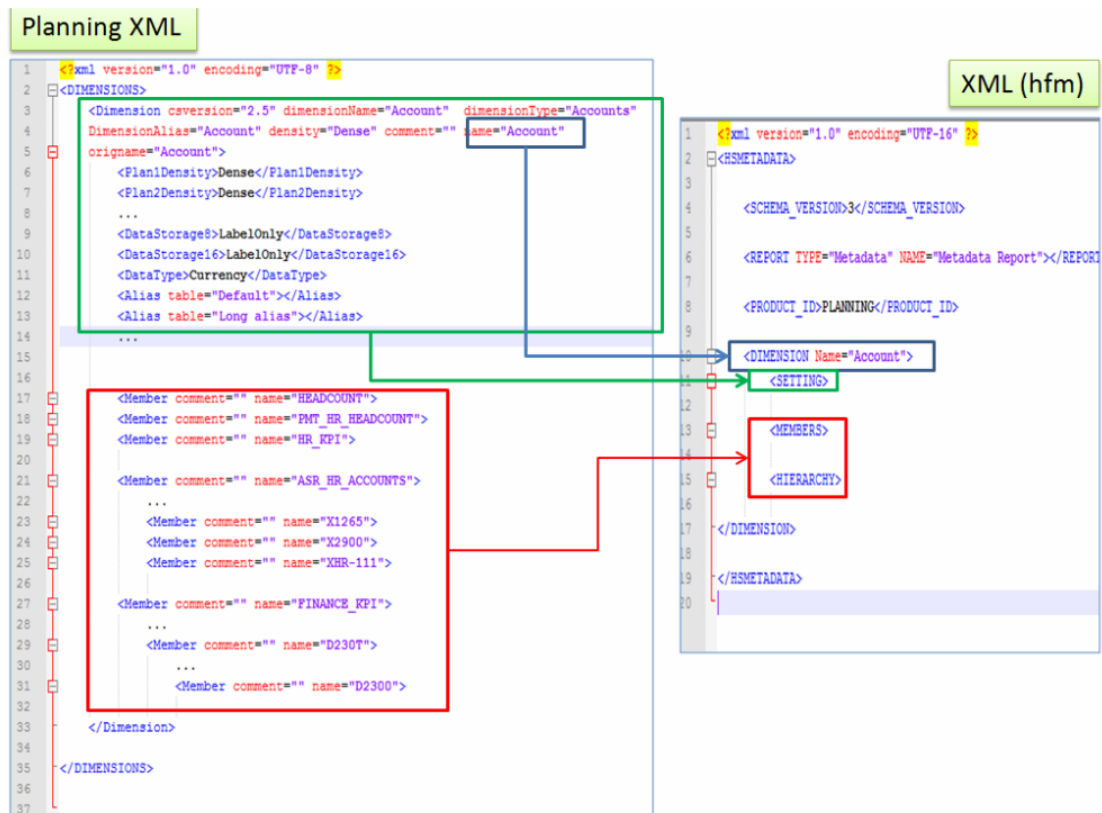 Planning XML
1 <?xml version="1.0" encoding="UTF-8" ?>
2 <DIMENSIONS>
3 <Dimension csversion="2.5" dimensionName="Account" dimensionType="Accounts"
4 DimensionAlias="Account" density="Dense" comment="" name="Account"
5 origname="Account">
6 <Plan1Density>Dense</Plan1Density>
7 <Plan2Density>Dense</Plan2Density>
8 ...
9 <DataStorage8>LabelOnly</DataStorage8>
10 <DataStorage16>LabelOnly</DataStorage16>
11 <DataType>Currency</DataType>
12 <Alias table="Default"></Alias>
13 <Alias table="Long alias"></Alias>
14 ...
15
16
17 <Member comment="" name="HEADCOUNT">
18 <Member comment="" name="PMT_HR_HEADCOUNT">
19 <Member comment="" name="HR_KPI">
20
21 <Member comment="" name="ASR_HR_ACCOUNTS">
22 ...
23 <Member comment="" name="X1265">
24 <Member comment="" name="X2900">
25 <Member comment="" name="XHR-111">
26
27 <Member comment="" name="FINANCE_KPI">
28 ...
29 <Member comment="" name="D230T">
30 ...
31 <Member comment="" name="D2300">
32
33 </Dimension>
34
35 </DIMENSIONS>
36
37
XML (hfm)
1 <?xml version="1.0" encoding="UTF-16" ?>
2 <HSMETADATA>
3
4 <SCHEMA_VERSION>3</SCHEMA_VERSION>
5
6 <REPORT TYPE="Metadata" NAME="Metadata Report"></REPORT
7
8 <PRODUCT_ID>PLANNING</PRODUCT_ID>
9
10 <DIMENSION Name="Account">
11 <SETTING>
12
13 <MEMBERS>
14
15 <HIERARCHY>
16
17 </DIMENSION>
18
19 </HSMETADATA>
20